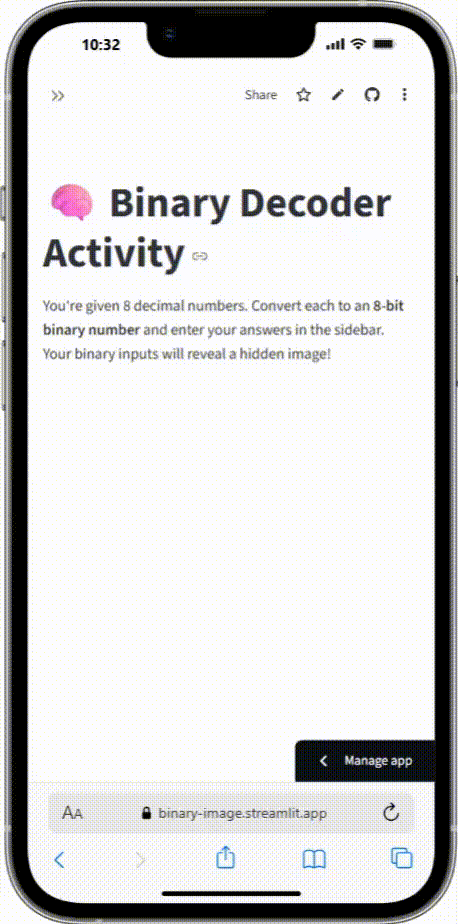 10:32
Share
Binary Decoder
Activity
You're given 8 decimal numbers. Convert each to an 8-bit
binary number and enter your answers in the sidebar.
Your binary inputs will reveal a hidden image!
Manage app
AA binary-image.streamlit.app